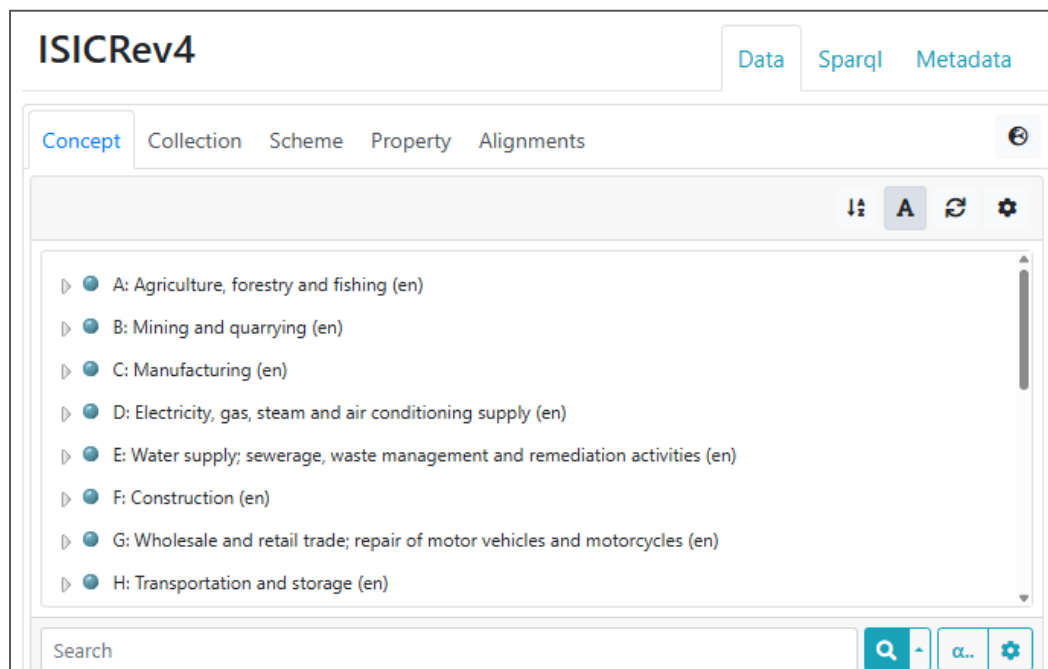 ISICRev4
Data Sparql Metadata
Concept Collection Scheme Property Alignments
A
A: Agriculture, forestry and fishing (en)
B: Mining and quarrying (en)
C: Manufacturing (en)
D: Electricity, gas, steam and air conditioning supply (en)
E: Water supply; sewerage, waste management and remediation activities (en)
F: Construction (en)
G: Wholesale and retail trade; repair of motor vehicles and motorcycles (en)
H: Transportation and storage (en)
Search α..